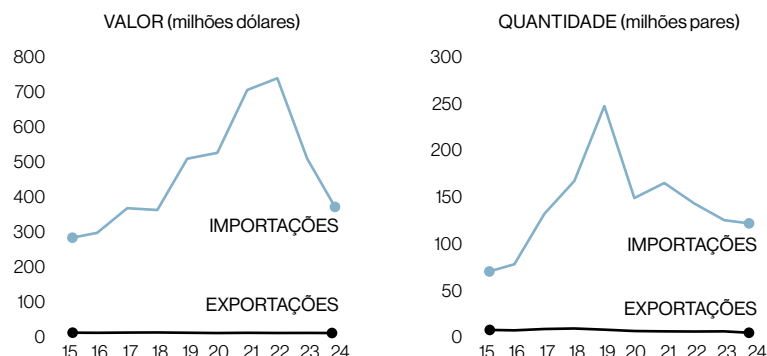 VALOR (milhões dólares)
800
700
600
500
400
300
200
100
0
IMPORTAÇÕES
EXPORTAÇÕES
15 16 17 18 19 20 21 22 23 24
QUANTIDADE (milhões pares)
300
250
200
150
100
50
0
IMPORTAÇÕES
EXPORTAÇÕES
15 16 17 18 19 20 21 22 23 24